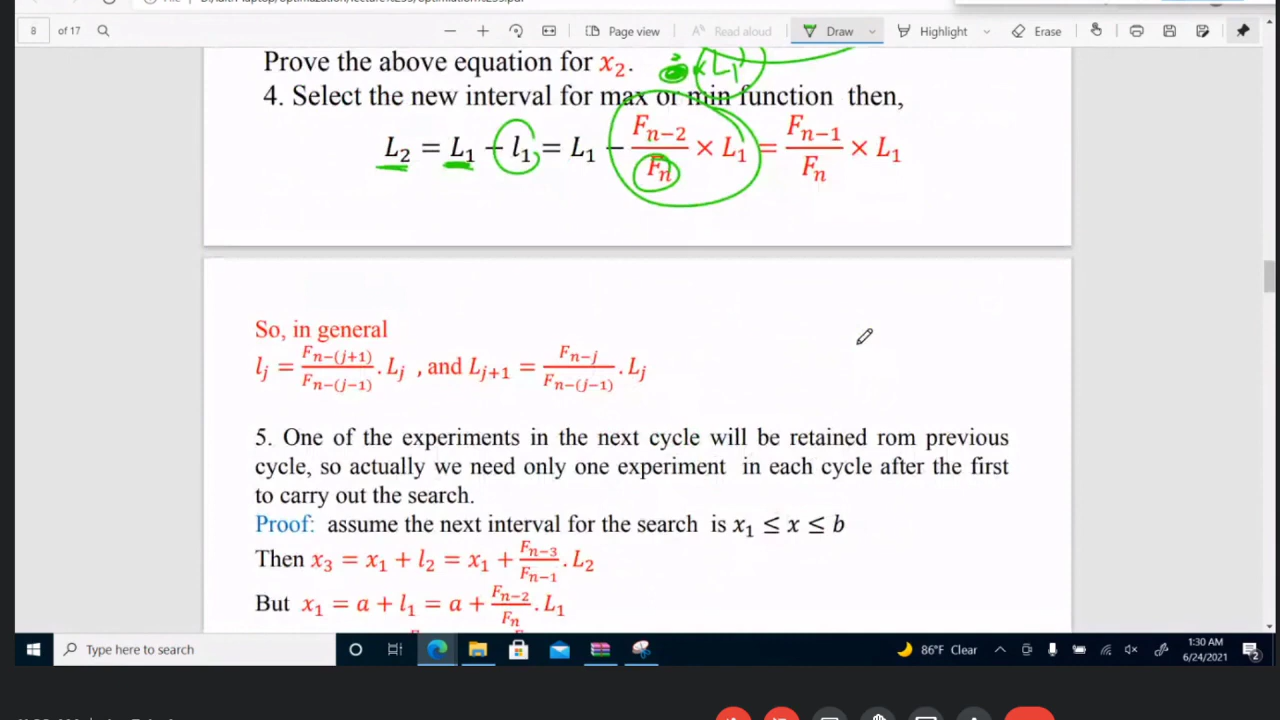 8 of 17 Page view Read aloud Draw Highlight Erase
Prove the above equation for x₂. × L₁
4. Select the new interval for max or min function then,
L₂ = L₁ − l₁ = L₁ − Fₙ₋₂/Fₙ × L₁ = Fₙ₋₁/Fₙ × L₁
So, in general
lⱼ = Fₙ₋₍ⱼ₊₁₎/Fₙ₋₍ⱼ₋₁₎ . Lⱼ , and Lⱼ₊₁ = Fₙ₋ⱼ/Fₙ₋₍ⱼ₋₁₎ . Lⱼ
5. One of the experiments in the next cycle will be retained rom previous
cycle, so actually we need only one experiment in each cycle after the first
to carry out the search.
Proof: assume the next interval for the search is x₁ ≤ x ≤ b
Then x₃ = x₁ + l₂ = x₁ + Fₙ₋₃/Fₙ₋₁ . L₂
But x₁ = a + l₁ = a + Fₙ₋₂/Fₙ . L₁
Type here to search 86°F Clear 1:30 AM
6/24/2021 2